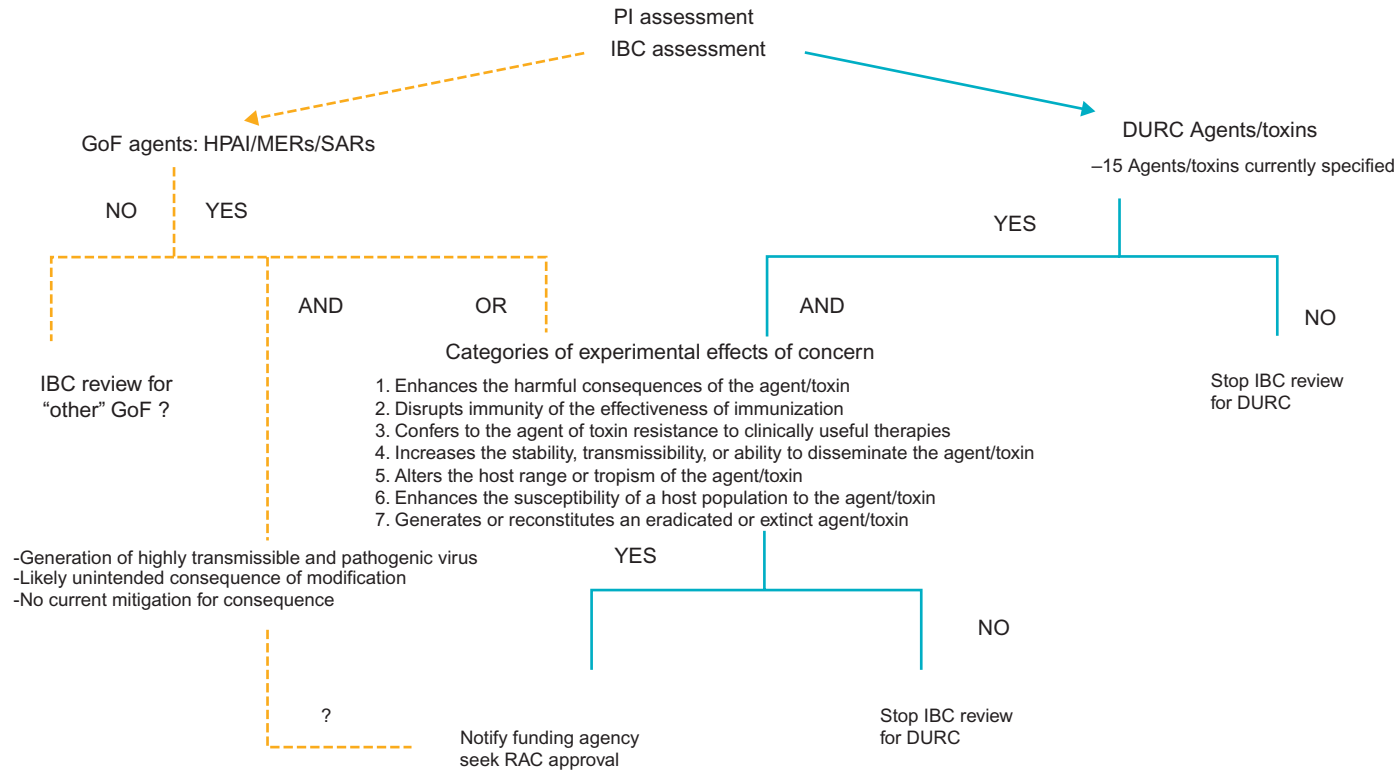 PI assessment
IBC assessment
GoF agents: HPAI/MERs/SARs
DURC Agents/toxins
–15 Agents/toxins currently specified
NO
YES
YES
AND
OR
AND
NO
Categories of experimental effects of concern
1. Enhances the harmful consequences of the agent/toxin
2. Disrupts immunity of the effectiveness of immunization
3. Confers to the agent of toxin resistance to clinically useful therapies
4. Increases the stability, transmissibility, or ability to disseminate the agent/toxin
5. Alters the host range or tropism of the agent/toxin
6. Enhances the susceptibility of a host population to the agent/toxin
7. Generates or reconstitutes an eradicated or extinct agent/toxin
IBC review for
“other” GoF ?
Stop IBC review
for DURC
-Generation of highly transmissible and pathogenic virus
-Likely unintended consequence of modification
-No current mitigation for consequence
YES
NO
?
Notify funding agency
seek RAC approval
Stop IBC review
for DURC